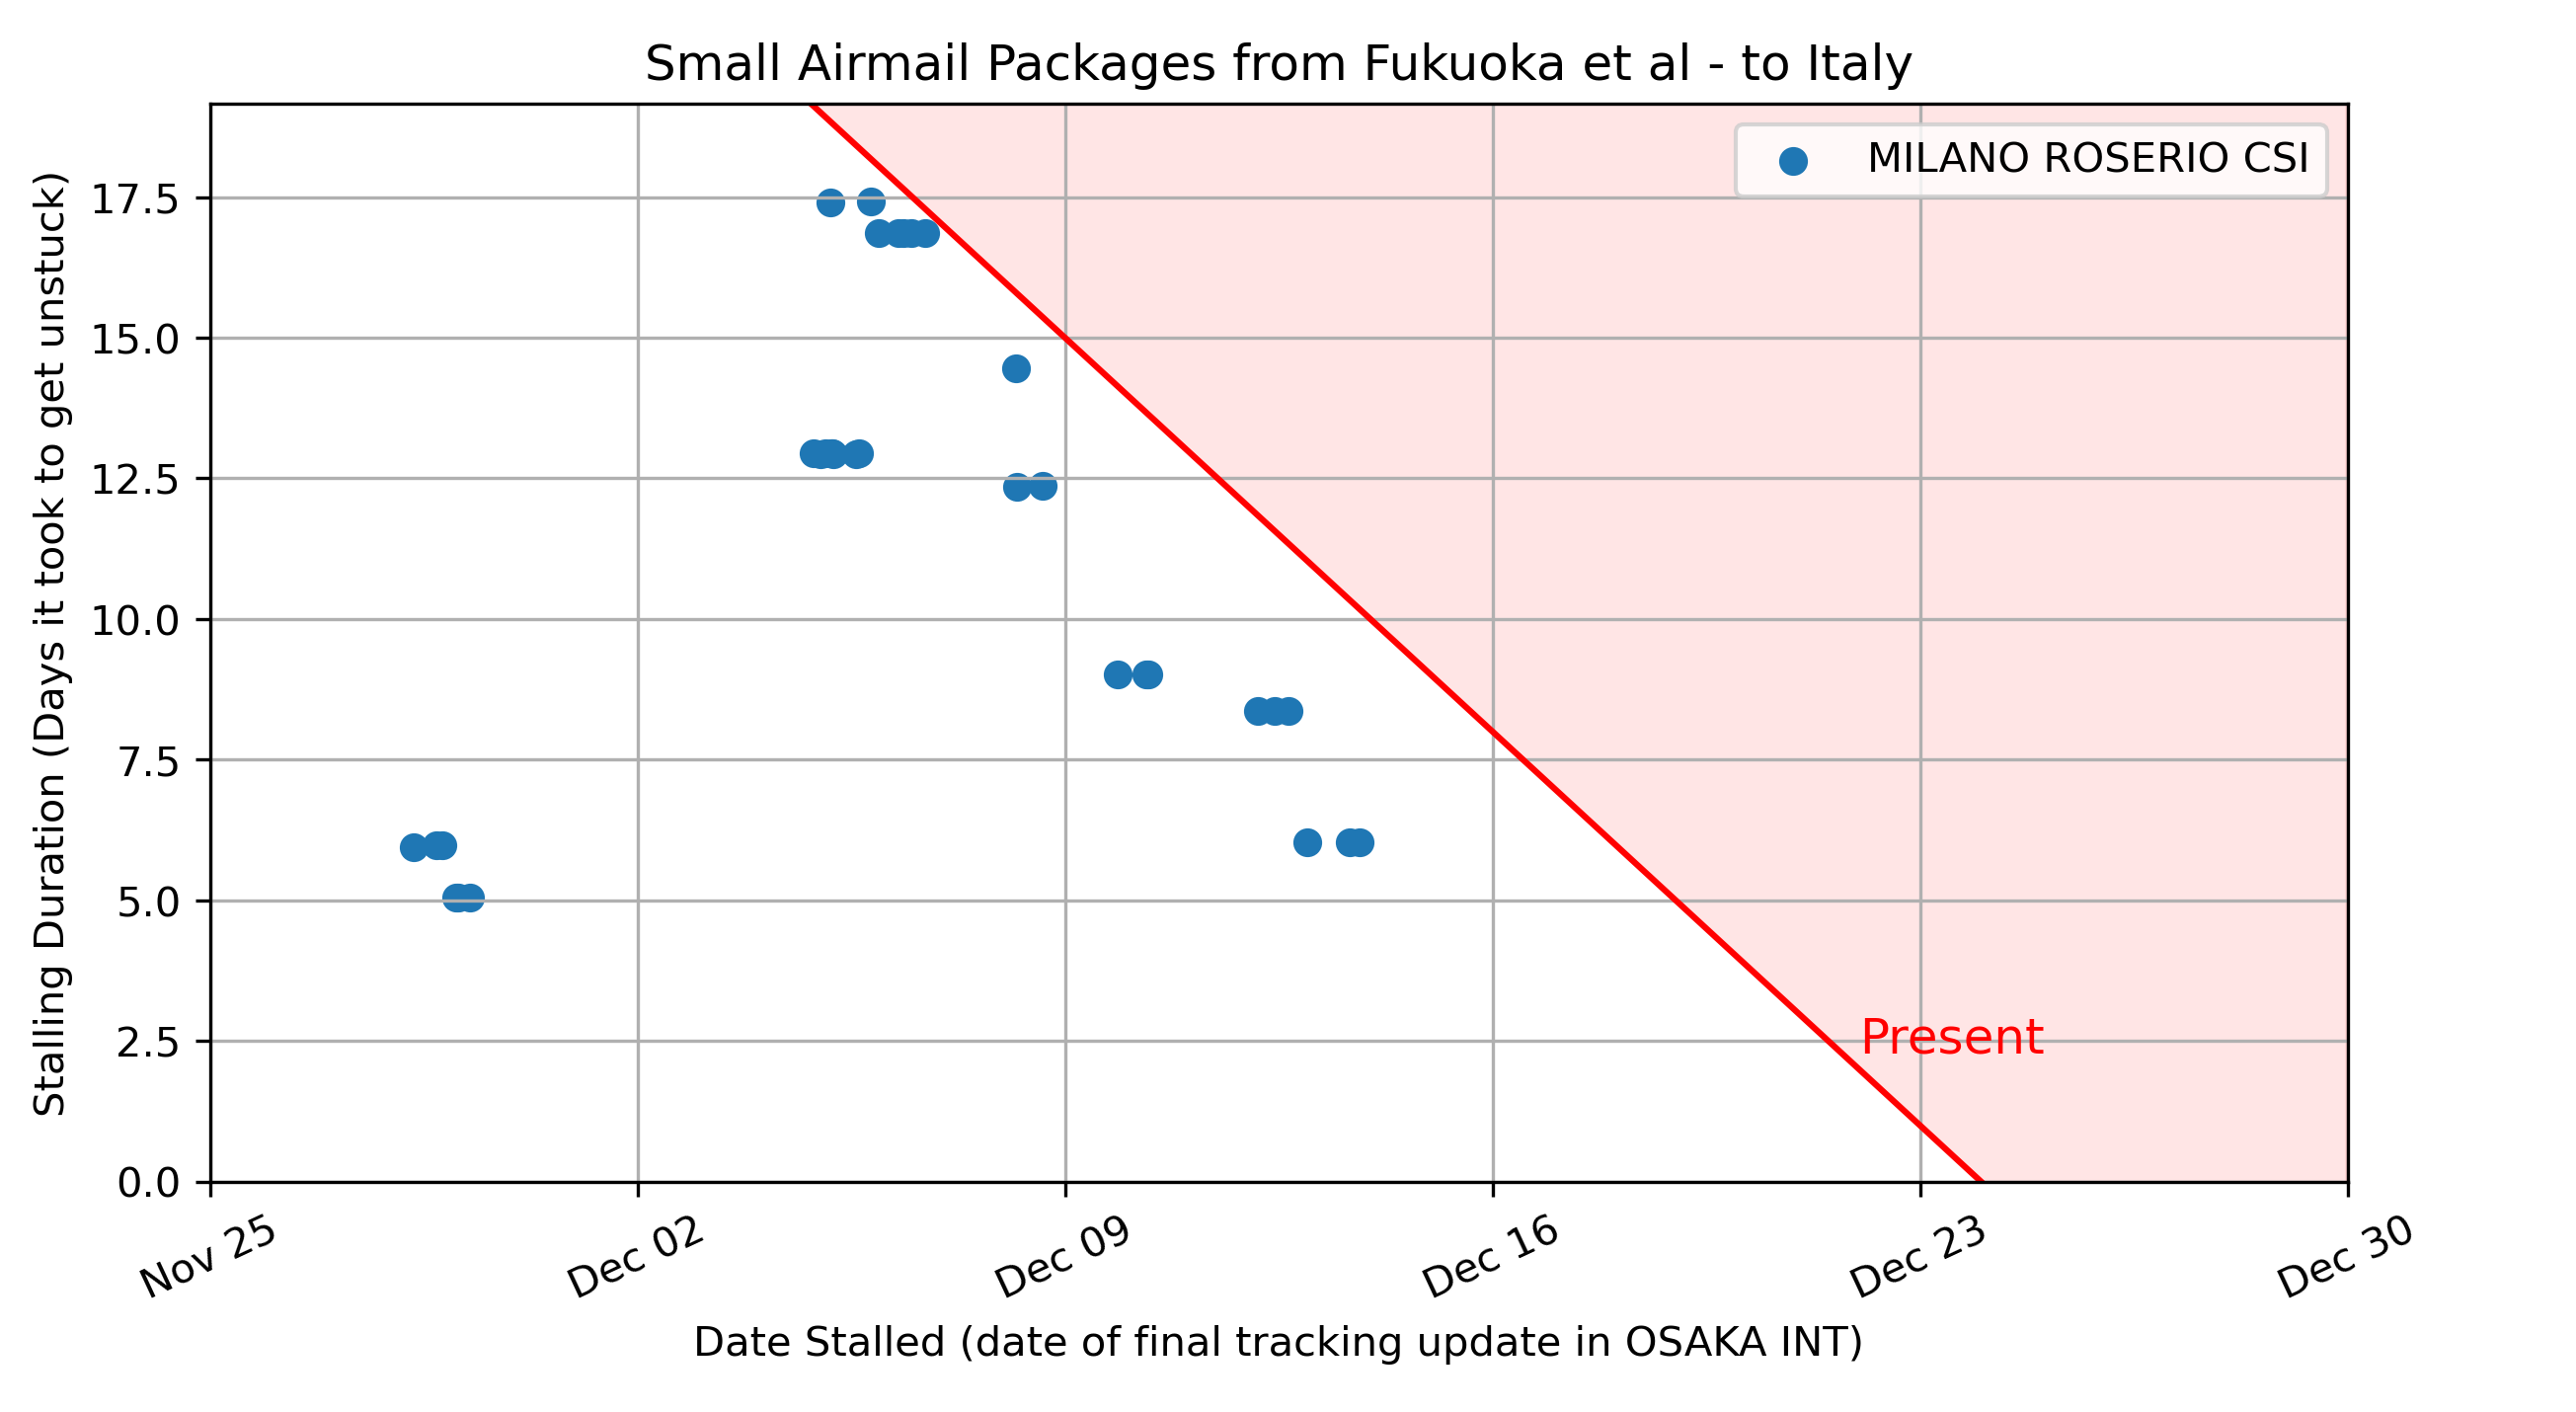 Small Airmail Packages from Fukuoka et al - to Italy
MILANO ROSERIO CSI
Stalling Duration (Days it took to get unstuck)
17.5
15.0
12.5
10.0
7.5
5.0
2.5
0.0
Present
Nov 25
Dec 02
Dec 09
Dec 16
Dec 23
Dec 30
Date Stalled (date of final tracking update in OSAKA INT)